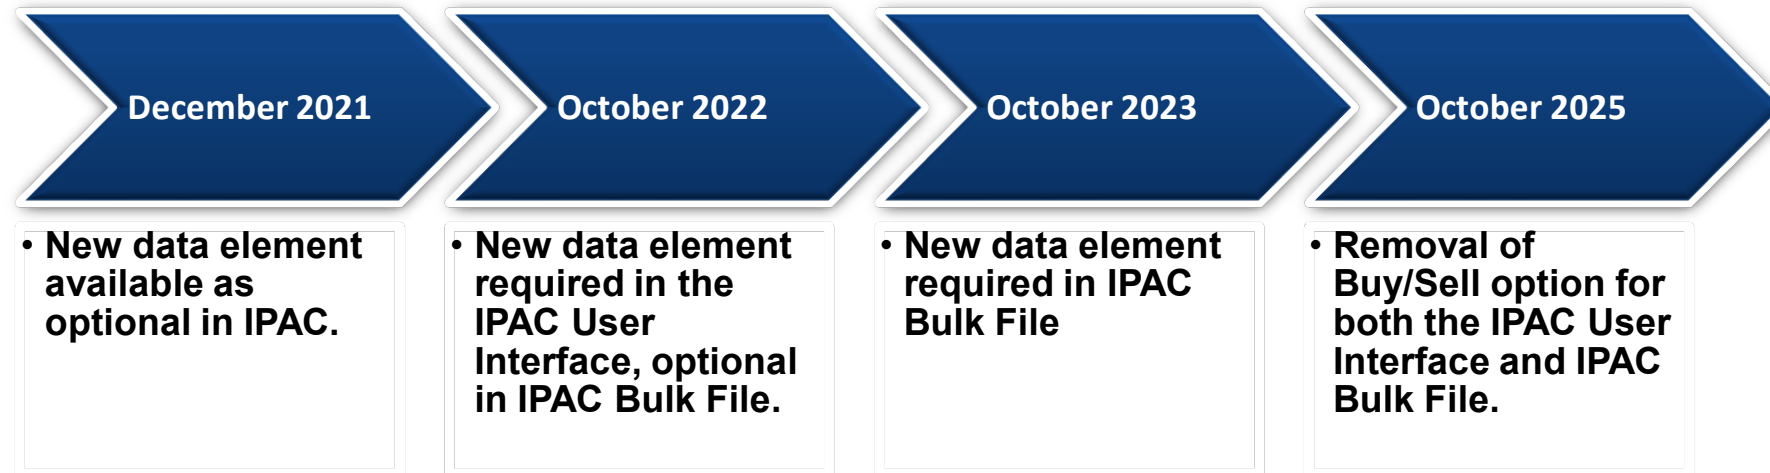 December 2021
October 2022
October 2023
October 2025
• New data element
available as
optional in IPAC.
• New data element
required in the
IPAC User
Interface, optional
in IPAC Bulk File.
• New data element
required in IPAC
Bulk File
• Removal of
Buy/Sell option for
both the IPAC User
Interface and IPAC
Bulk File.